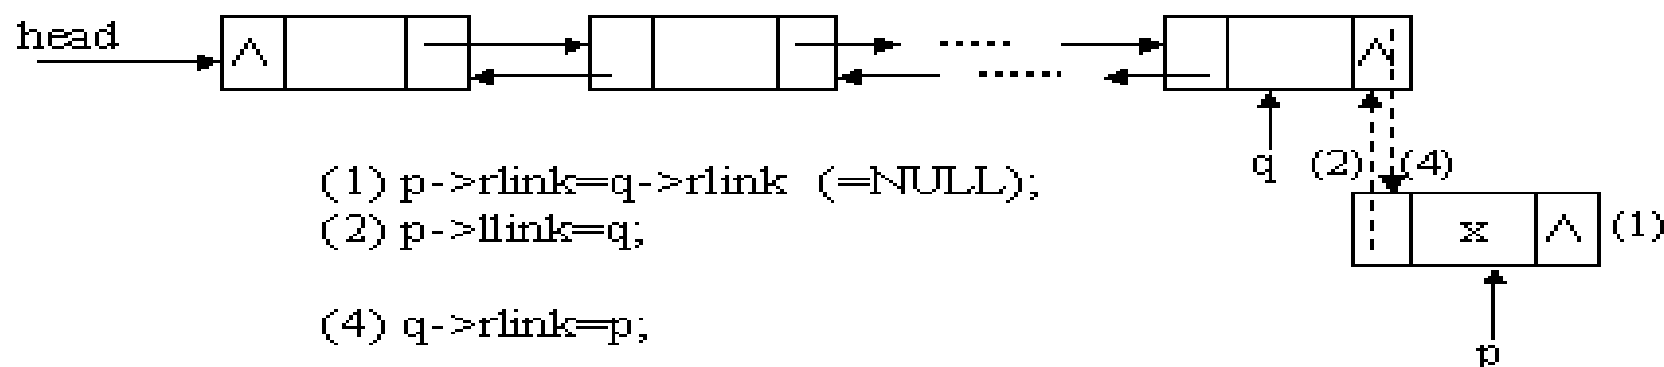 head
^
^
q
(2)
(4)
(1) p->rlink=q->rlink (=NULL);
(2) p->llink=q;
x
^
(1)
(4) q->rlink=p;
p